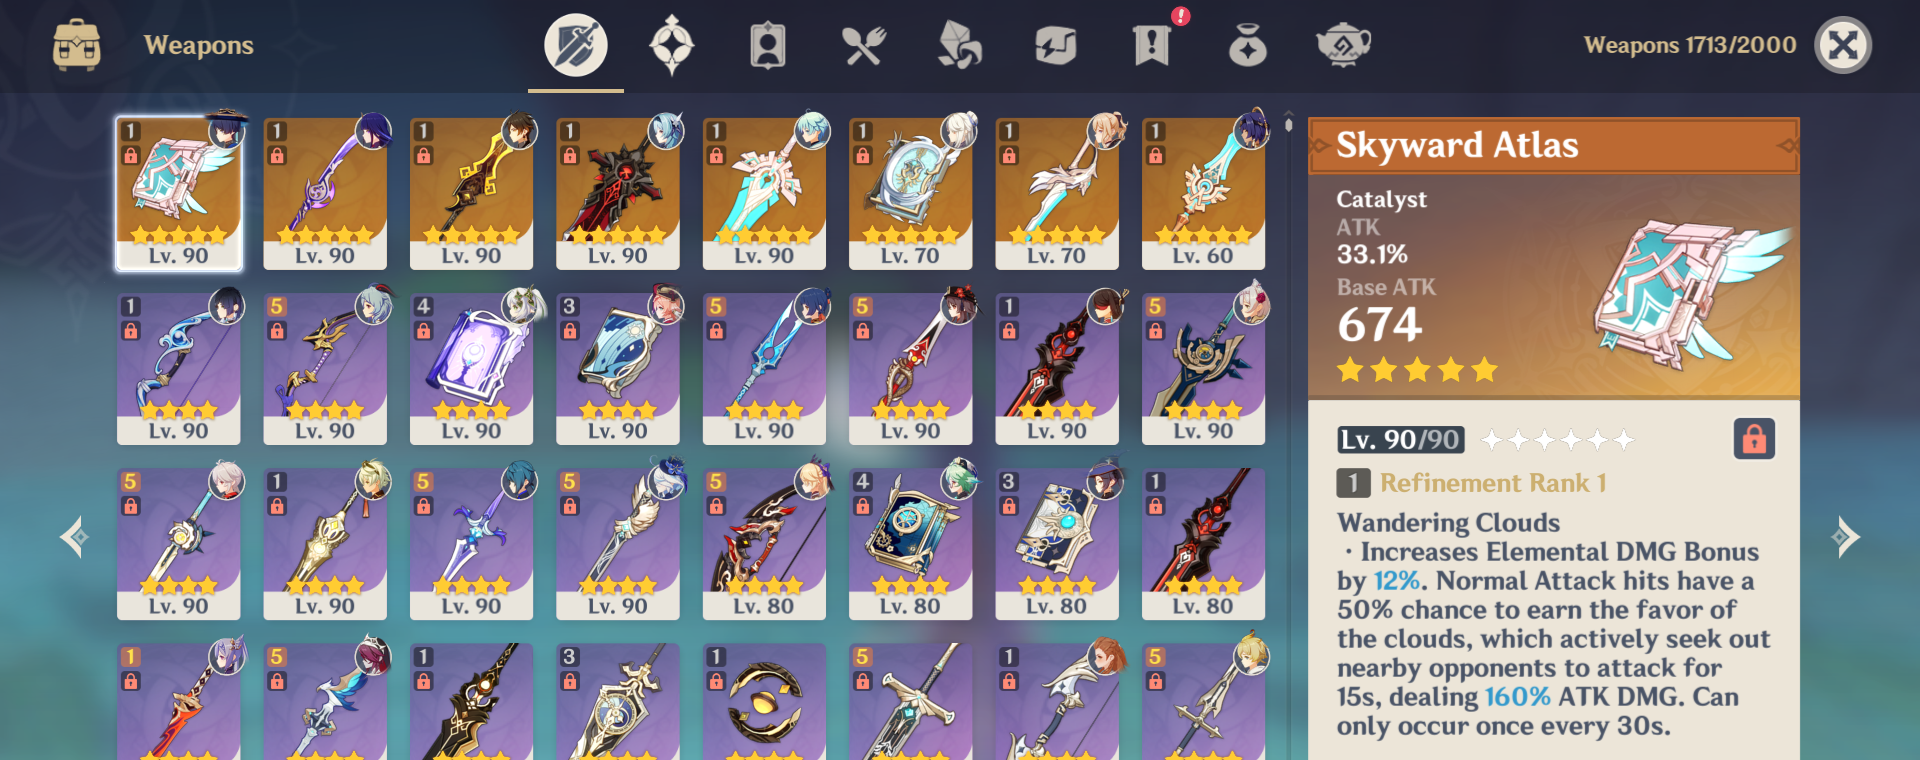 Weapons
Weapons 1713/2000
1 1 1 1 1 1 1 1
Lv. 90 Lv. 90 Lv. 90 Lv. 90 Lv. 90 Lv. 70 Lv. 70 Lv. 60
1 5 4 3 5 5 1 5
Lv. 90 Lv. 90 Lv. 90 Lv. 90 Lv. 90 Lv. 90 Lv. 90 Lv. 90
5 1 5 5 5 4 3 1
Lv. 90 Lv. 90 Lv. 90 Lv. 90 Lv. 80 Lv. 80 Lv. 80 Lv. 80
1 5 1 3 1 5 1 5
Skyward Atlas
Catalyst
ATK
33.1%
Base ATK
674
Lv. 90/90
1 Refinement Rank 1
Wandering Clouds
· Increases Elemental DMG Bonus
by 12%. Normal Attack hits have a
50% chance to earn the favor of
the clouds, which actively seek out
nearby opponents to attack for
15s, dealing 160% ATK DMG. Can
only occur once every 30s.